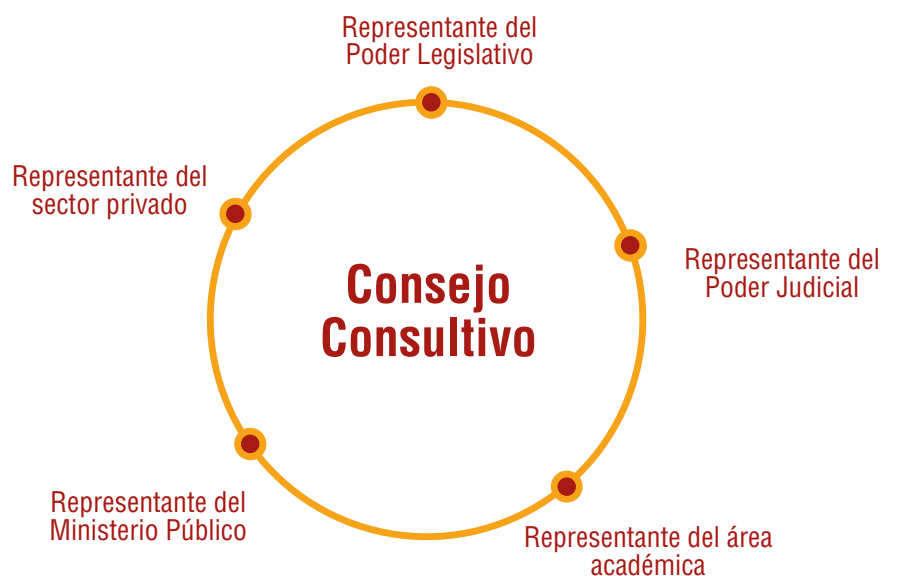 Representante del
Poder Legislativo
Representante del
sector privado
Representante del
Poder Judicial
Consejo
Consultivo
Representante del
Ministerio Público
Representante del área
académica